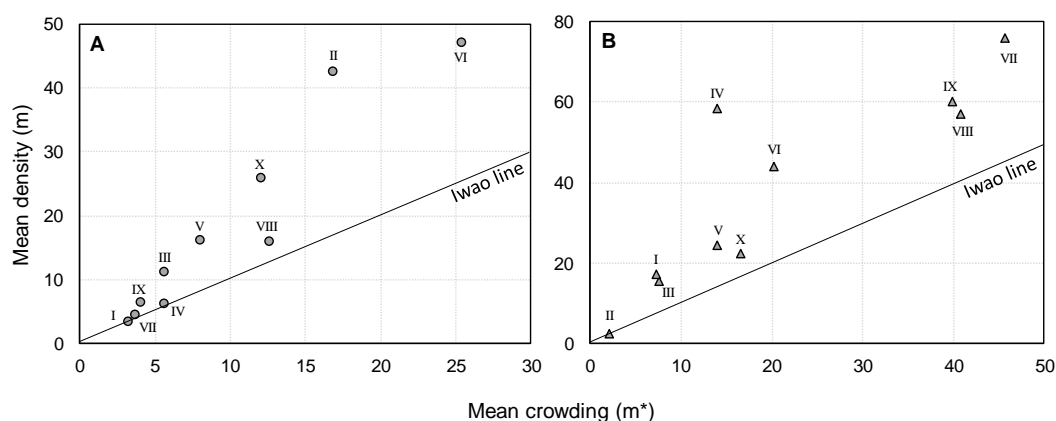 A
50
40
30
20
10
0
0 5 10 15 20 25 30
II
VI
X
VIII
V
III
IX
I
VII
IV
Iwao line
B
80
60
40
20
0
0 10 20 30 40 50
VII
IX
VIII
IV
VI
V
X
I
III
II
Iwao line
Mean density (m)
Mean crowding (m*)